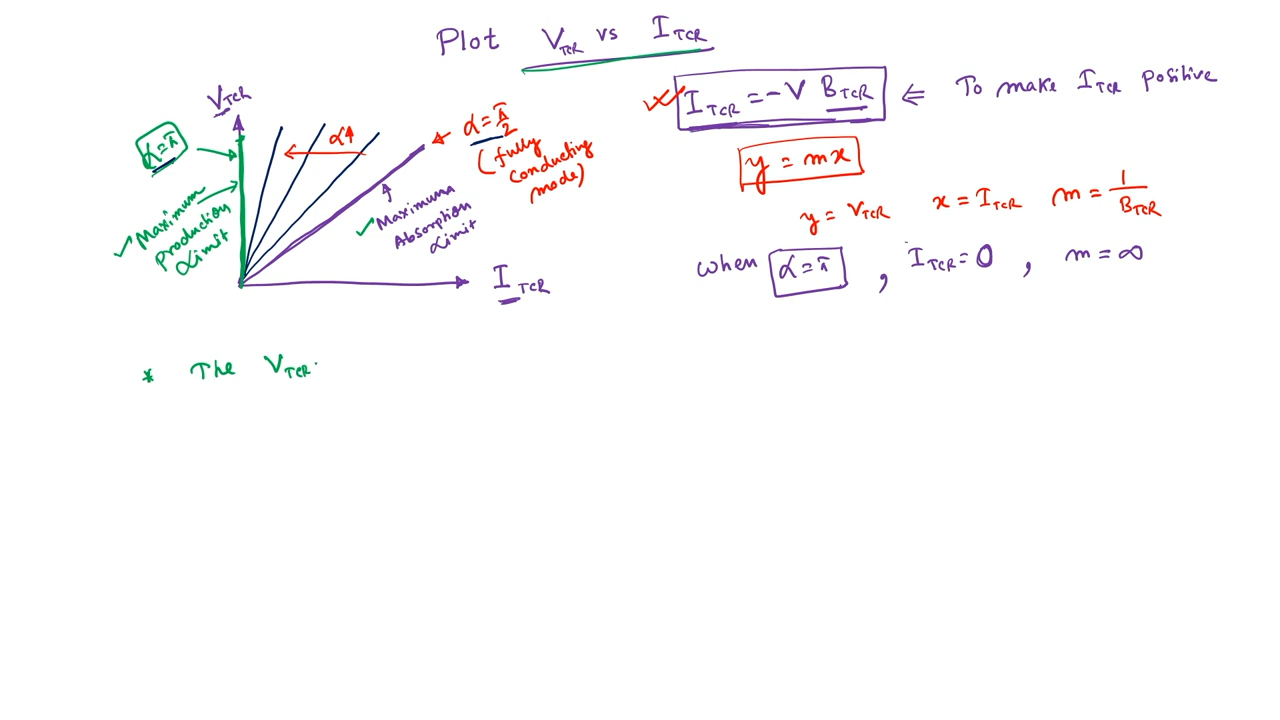 Plot V_TCR vs I_TCR
I_TCR = -V B_TCR ⇐ To make I_TCR positive
y = mx
y = V_TCR x = I_TCR m = 1/B_TCR
when α = π , I_TCR = 0 , m = ∞
V_TCR
α = π
α↑
α = π/2
(fully
conducting
mode)
✓ Maximum
Production
Limit
✓ Maximum
Absorption
Limit
I_TCR
* The V_TCR